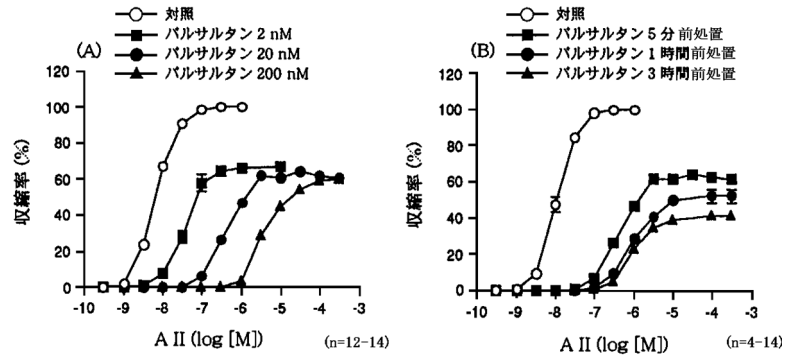 (A)
対照
バルサルタン 2 nM
バルサルタン 20 nM
バルサルタン 200 nM
収縮率 (%)
120
100
80
60
40
20
0
-10 -9 -8 -7 -6 -5 -4 -3
A II (log [M])
(n=12-14)
(B)
対照
バルサルタン 5 分 前処置
バルサルタン 1 時間前処置
バルサルタン 3 時間前処置
収縮率 (%)
120
100
80
60
40
20
0
-10 -9 -8 -7 -6 -5 -4 -3
A II (log [M])
(n=4-14)